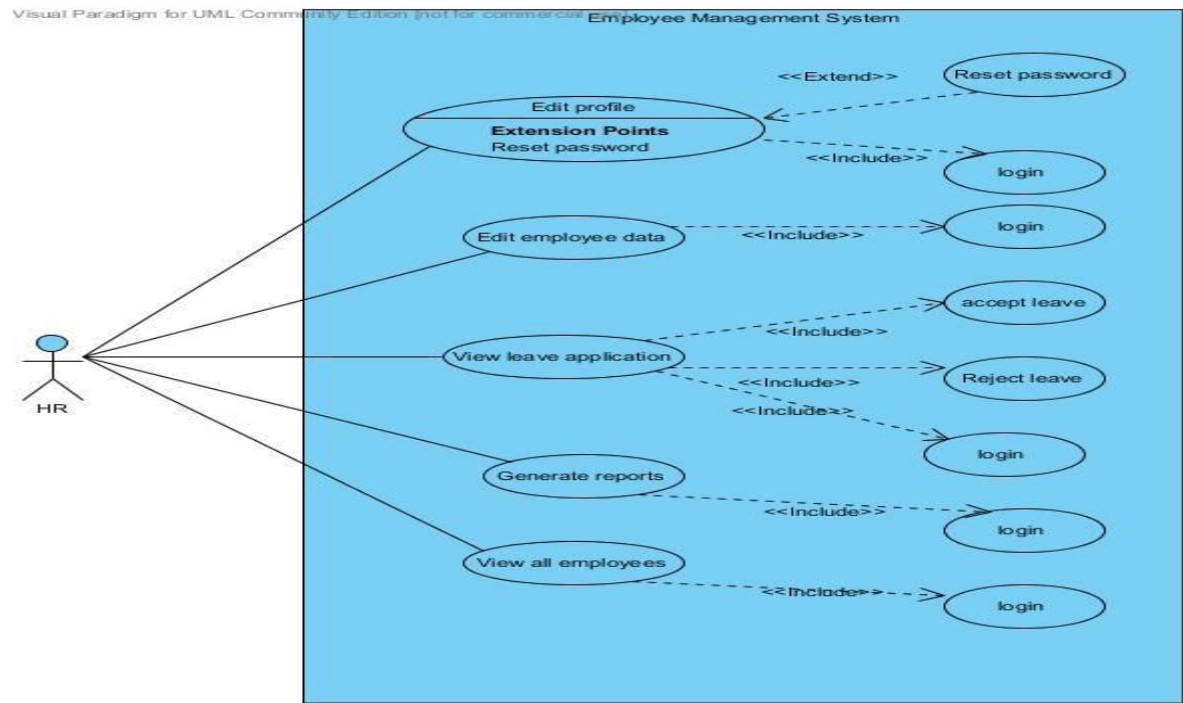 Visual Paradigm for UML Community Edition [not for commercial use]
Employee Management System
<<Extend>>
Reset password
Edit profile
Extension Points
Reset password
<<Include>>
login
Edit employee data
<<Include>>
login
accept leave
<<Include>>
View leave application
<<Include>>
Reject leave
<<Include>>
HR
login
Generate reports
<<Include>>
login
View all employees
<<Include>>
login